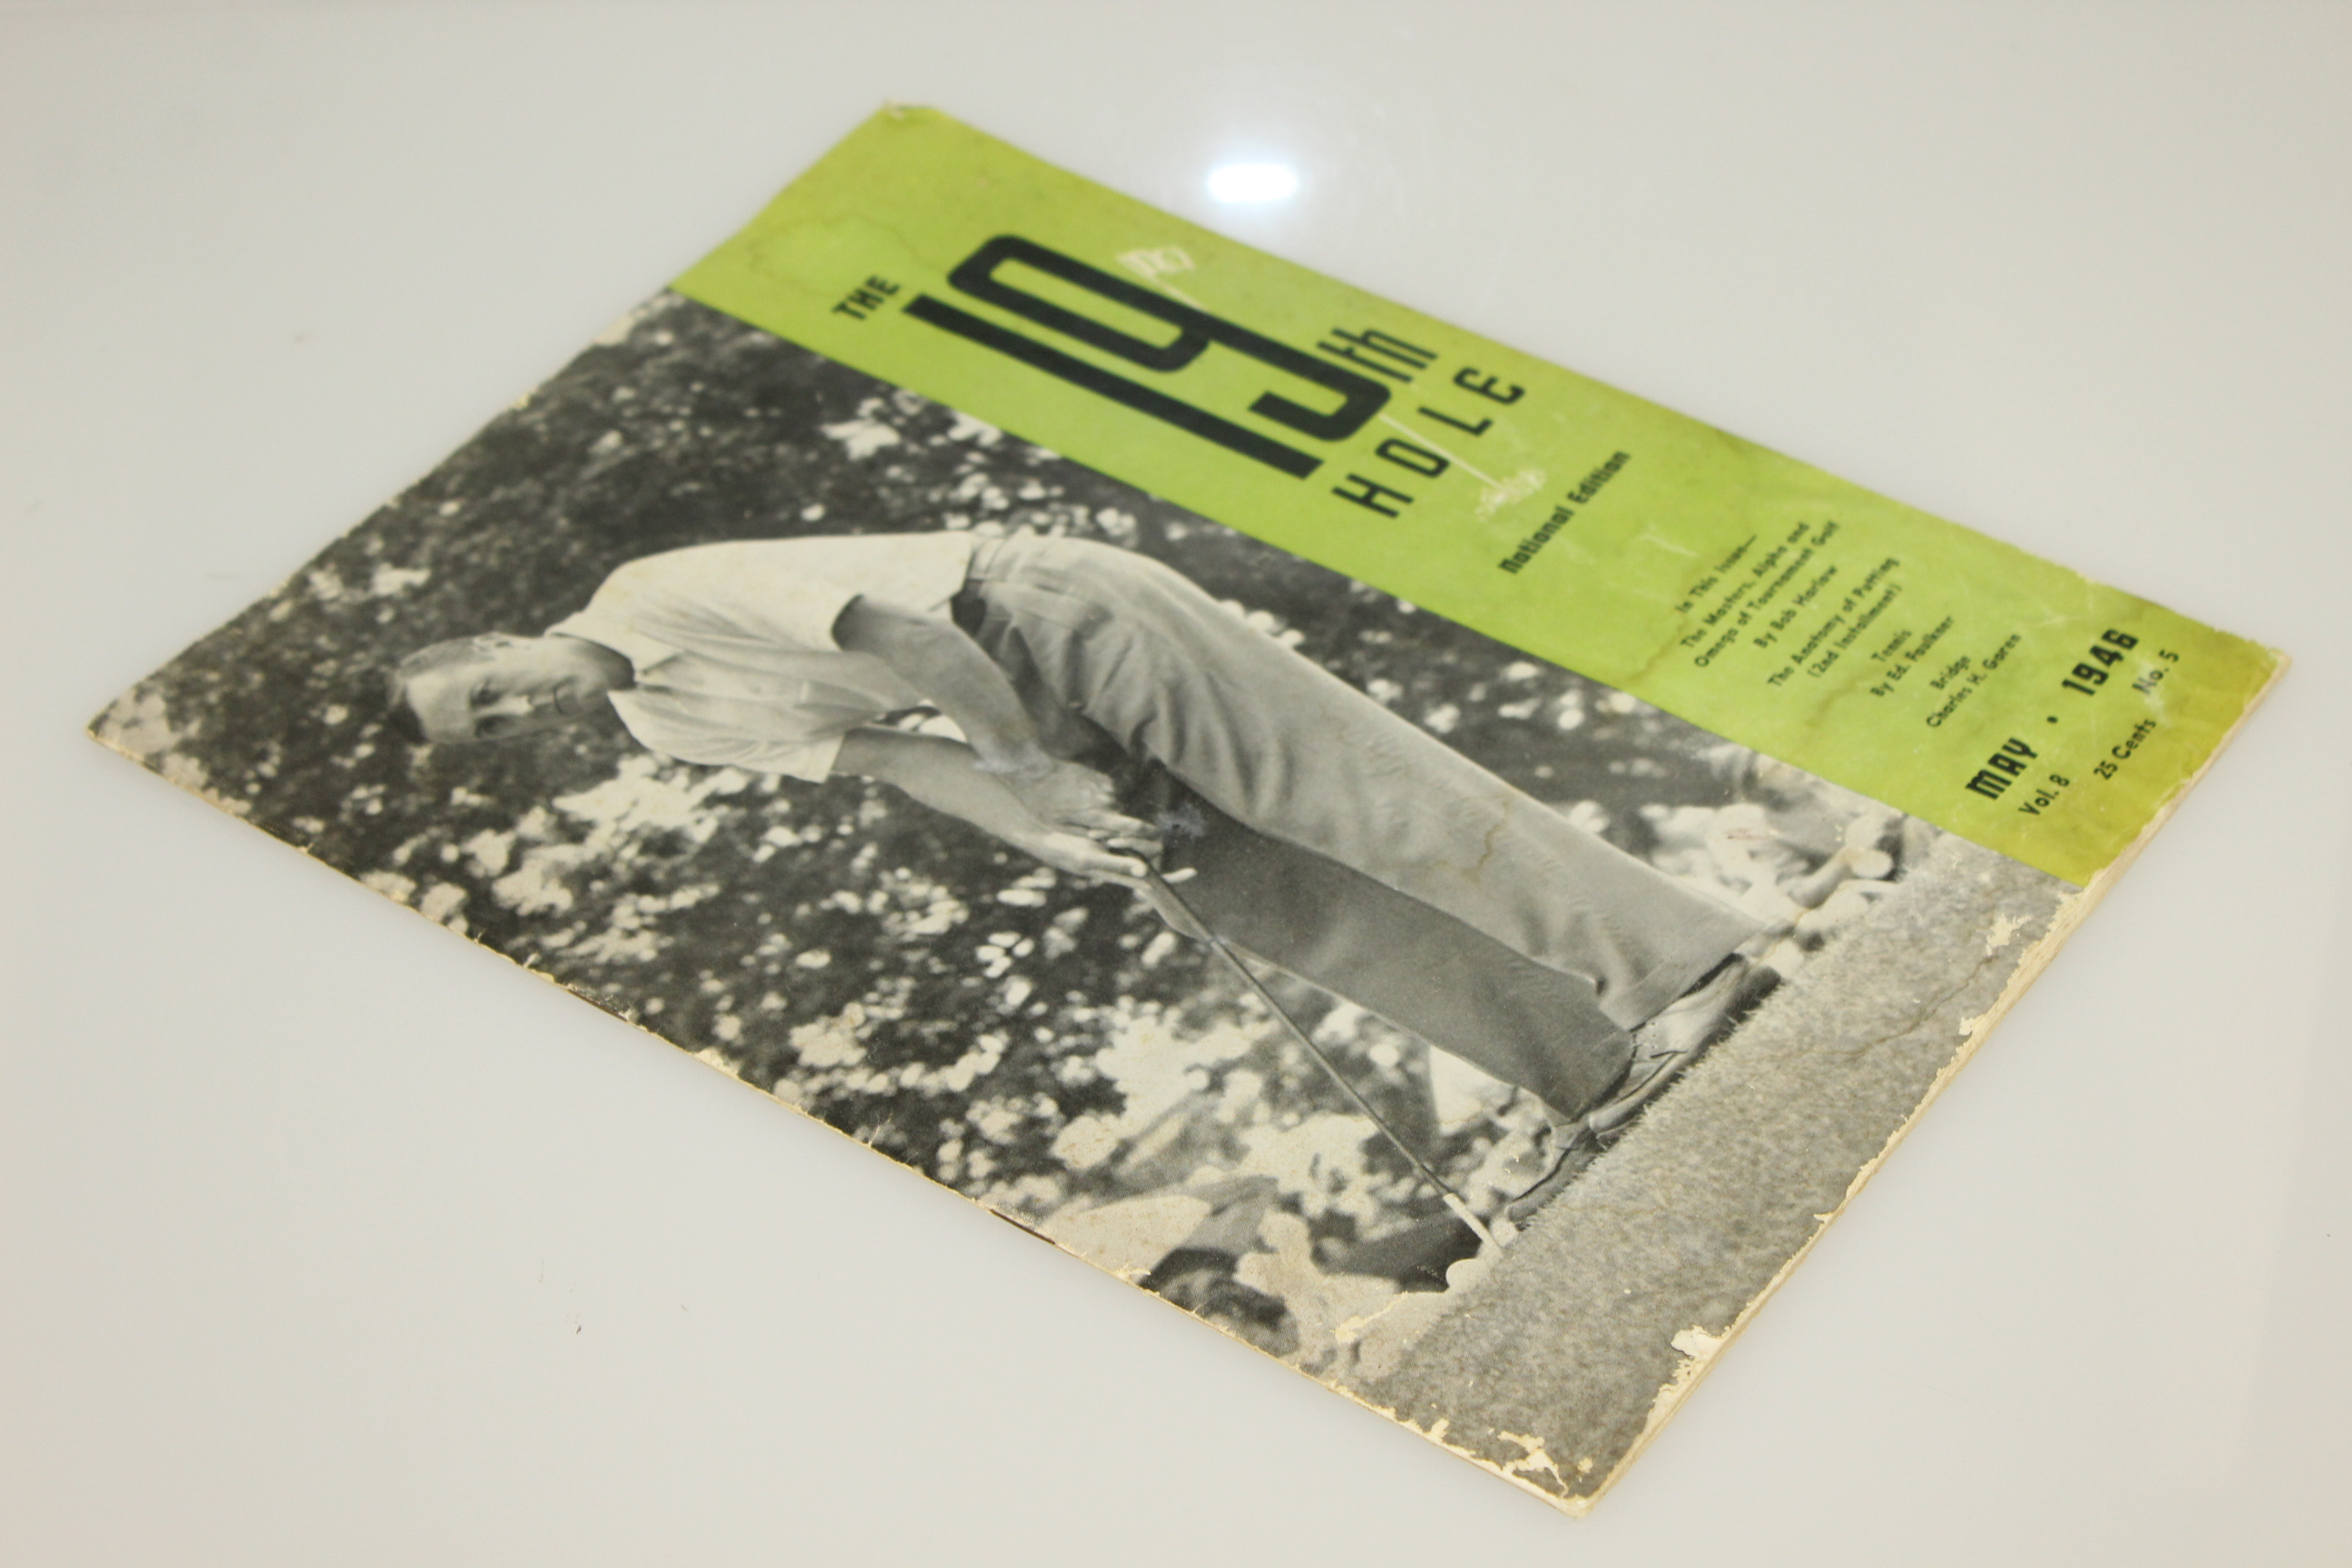 THE
19th
HOLE
National Edition
In This Issue—
The Masters, Alpha and
Omega of Tournament Golf
By Bob Harlow
The Anatomy of Putting
(2nd Installment)
Tennis
By Ed. Faulkner
Bridge
Charles H. Goren
MAY • 1946
Vol. 8 25 Cents No. 5